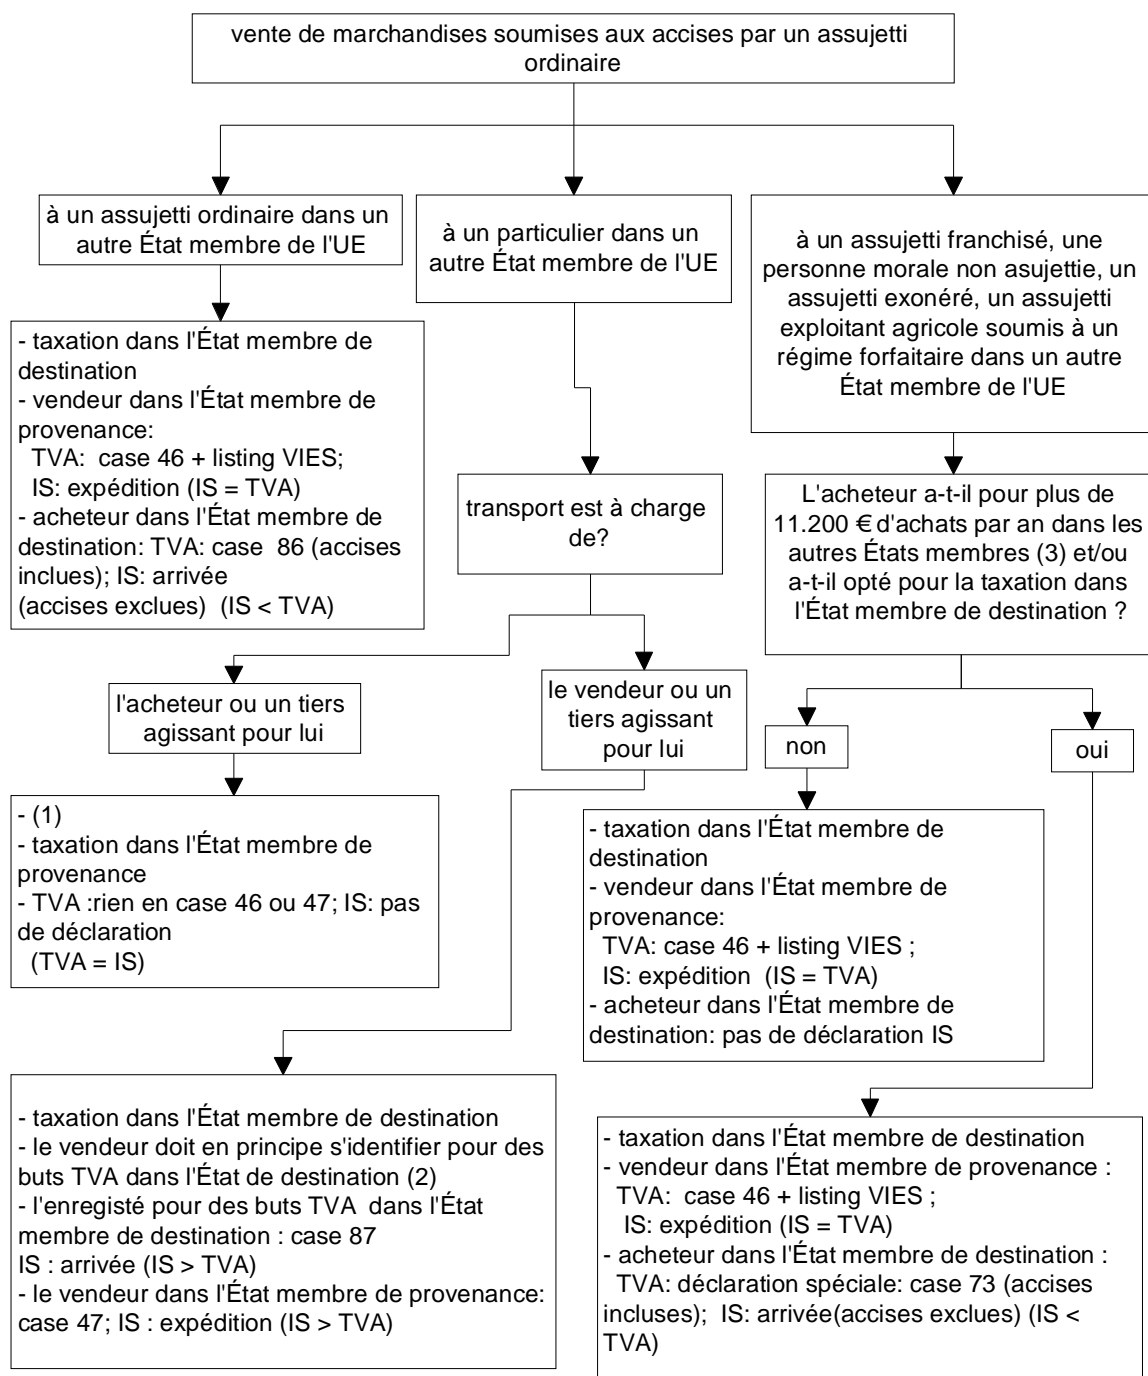 vente de marchandises soumises aux accises par un assujetti
ordinaire
à un assujetti ordinaire dans un
autre État membre de l'UE
à un particulier dans un
autre État membre de l'UE
à un assujetti franchisé, une
personne morale non asujettie, un
assujetti exonéré, un assujetti
exploitant agricole soumis à un
régime forfaitaire dans un autre
État membre de l'UE
- taxation dans l'État membre de
destination
- vendeur dans l'État membre de
provenance:
TVA: case 46 + listing VIES;
IS: expédition (IS = TVA)
- acheteur dans l'État membre de
destination: TVA: case 86 (accises
inclues); IS: arrivée
(accises exclues) (IS < TVA)
transport est à charge
de?
L'acheteur a-t-il pour plus de
11.200 € d'achats par an dans les
autres États membres (3) et/ou
a-t-il opté pour la taxation dans
l'État membre de destination ?
l'acheteur ou un tiers
agissant pour lui
le vendeur ou un
tiers agissant
pour lui
non
oui
- (1)
- taxation dans l'État membre de
provenance
- TVA :rien en case 46 ou 47; IS: pas
de déclaration
(TVA = IS)
- taxation dans l'État membre de
destination
- vendeur dans l'État membre de
provenance:
TVA: case 46 + listing VIES ;
IS: expédition (IS = TVA)
- acheteur dans l'État membre de
destination: pas de déclaration IS
- taxation dans l'État membre de destination
- le vendeur doit en principe s'identifier pour des
buts TVA dans l'État de destination (2)
- l'enregisté pour des buts TVA dans l'État
membre de destination : case 87
IS : arrivée (IS > TVA)
- le vendeur dans l'État membre de provenance:
case 47; IS : expédition (IS > TVA)
- taxation dans l'État membre de destination
- vendeur dans l'État membre de provenance :
TVA: case 46 + listing VIES ;
IS: expédition (IS = TVA)
- acheteur dans l'État membre de destination :
TVA: déclaration spéciale: case 73 (accises
incluses); IS: arrivée(accises exclues) (IS <
TVA)